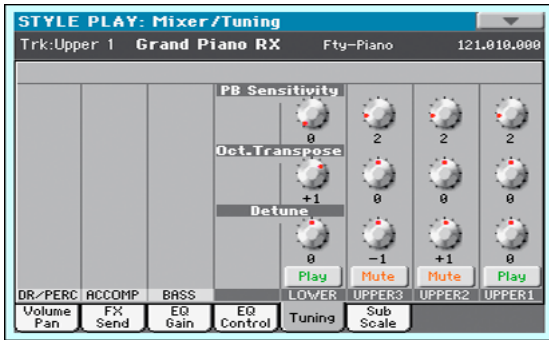 STYLE PLAY: Mixer/Tuning
Trk:Upper 1 Grand Piano RX Fty-Piano 121.010.000
PB Sensitivity
0 2 2 2
Oct.Transpose
+1 0 0 0
Detune
0 -1 +1 0
Play Mute Mute Play
DR/PERC ACCOMP BASS LOWER UPPER3 UPPER2 UPPER1
Volume Pan FX Send EQ Gain EQ Control Tuning Sub Scale